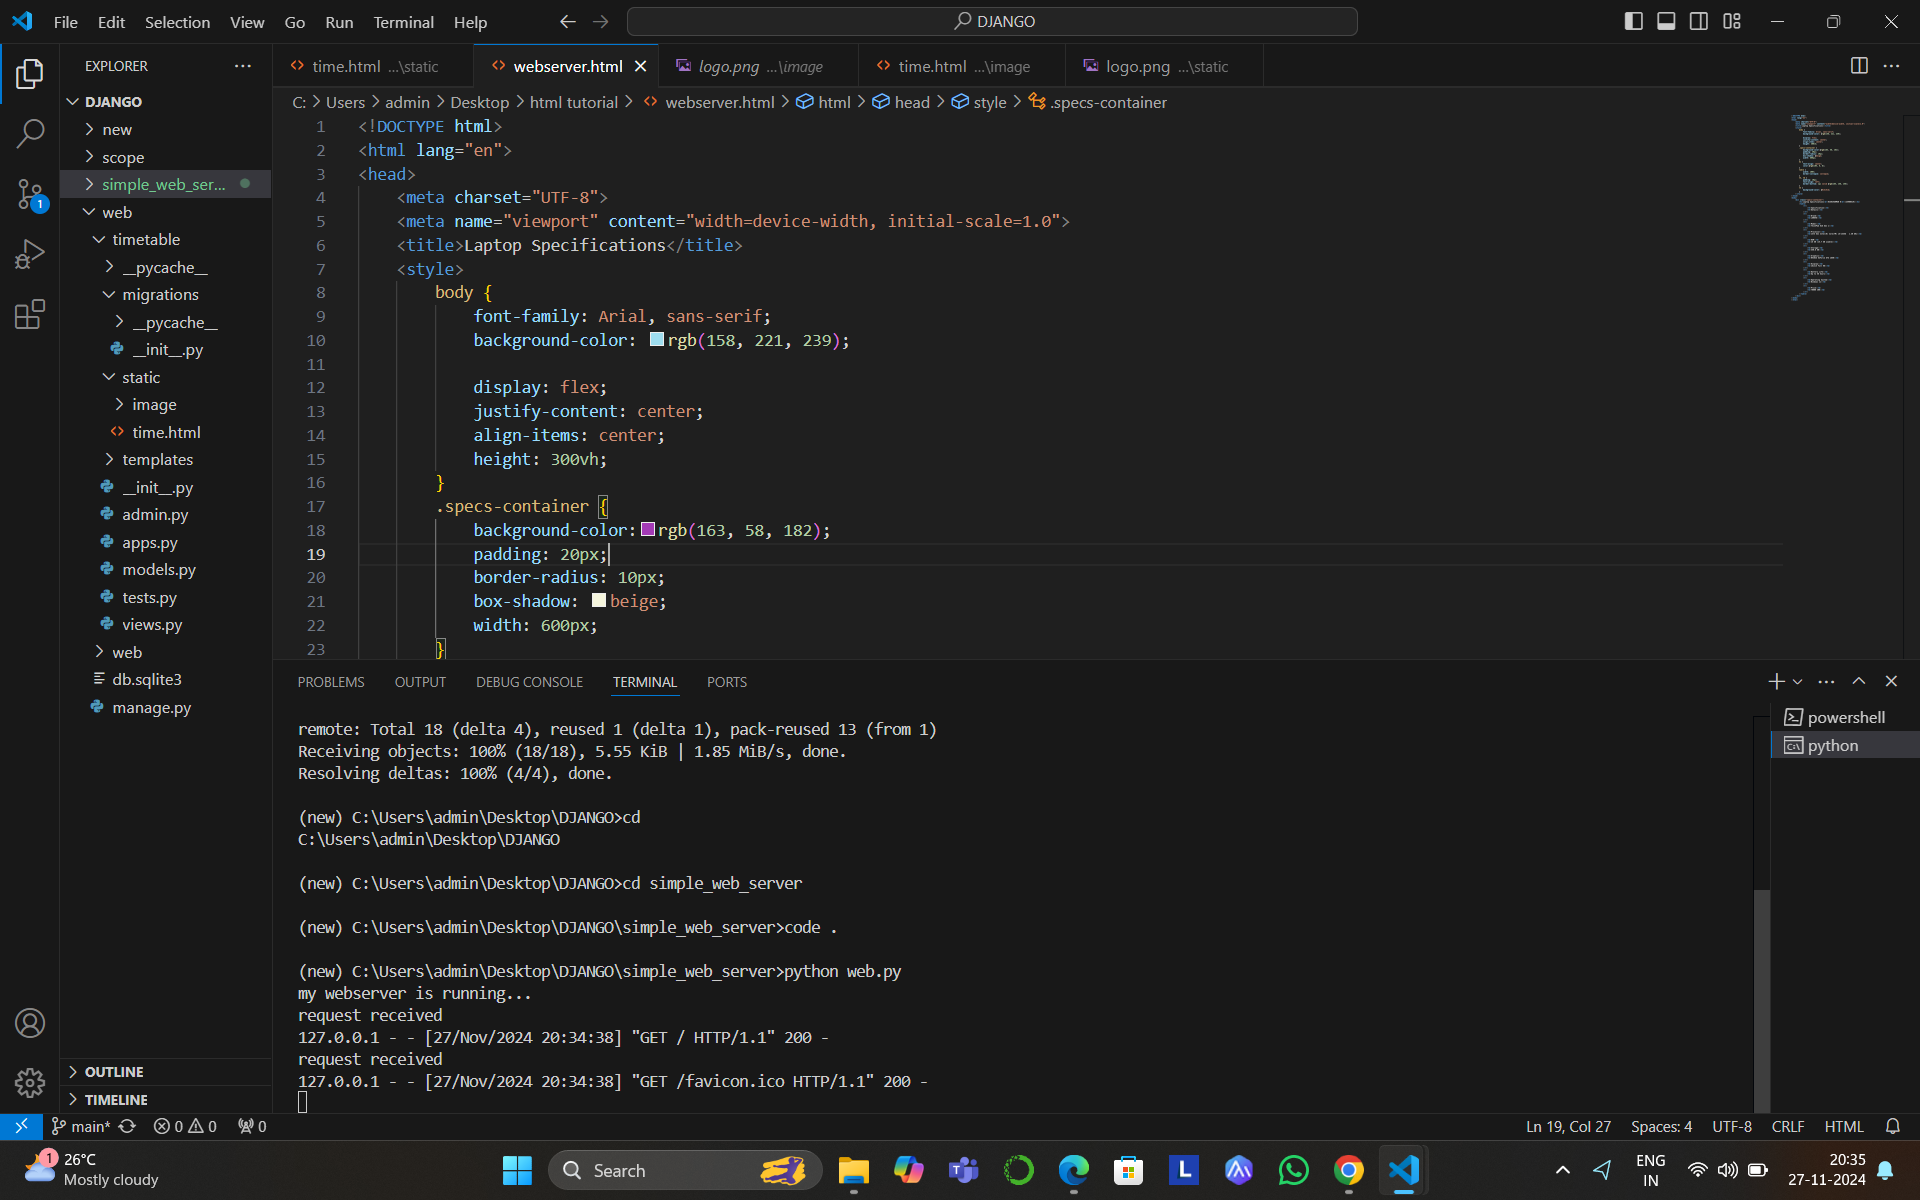 File Edit Selection View Go Run Terminal Help
DJANGO
EXPLORER
time.html ...\static
webserver.html
logo.png ...\image
time.html ...\image
logo.png ...\static
C: > Users > admin > Desktop > html tutorial > webserver.html > html > head > style > .specs-container
DJANGO
new
scope
simple_web_ser...
web
timetable
__pycache__
migrations
__pycache__
__init__.py
static
image
time.html
templates
__init__.py
admin.py
apps.py
models.py
tests.py
views.py
web
db.sqlite3
manage.py
OUTLINE
TIMELINE
1
1 <!DOCTYPE html>
2 <html lang="en">
3 <head>
4 <meta charset="UTF-8">
5 <meta name="viewport" content="width=device-width, initial-scale=1.0">
6 <title>Laptop Specifications</title>
7 <style>
8 body {
9 font-family: Arial, sans-serif;
10 background-color: rgb(158, 221, 239);
11
12 display: flex;
13 justify-content: center;
14 align-items: center;
15 height: 300vh;
16 }
17 .specs-container {
18 background-color: rgb(163, 58, 182);
19 padding: 20px;
20 border-radius: 10px;
21 box-shadow: beige;
22 width: 600px;
23 }
PROBLEMS OUTPUT DEBUG CONSOLE TERMINAL PORTS
powershell
python
remote: Total 18 (delta 4), reused 1 (delta 1), pack-reused 13 (from 1)
Receiving objects: 100% (18/18), 5.55 KiB | 1.85 MiB/s, done.
Resolving deltas: 100% (4/4), done.
(new) C:\Users\admin\Desktop\DJANGO>cd
C:\Users\admin\Desktop\DJANGO
(new) C:\Users\admin\Desktop\DJANGO>cd simple_web_server
(new) C:\Users\admin\Desktop\DJANGO\simple_web_server>code .
(new) C:\Users\admin\Desktop\DJANGO\simple_web_server>python web.py
my webserver is running...
request received
127.0.0.1 - - [27/Nov/2024 20:34:38] "GET / HTTP/1.1" 200 -
request received
127.0.0.1 - - [27/Nov/2024 20:34:38] "GET /favicon.ico HTTP/1.1" 200 -
main* 0 0 0
Ln 19, Col 27 Spaces: 4 UTF-8 CRLF HTML
1
26°C
Mostly cloudy
Search
L
ENG
IN
20:35
27-11-2024